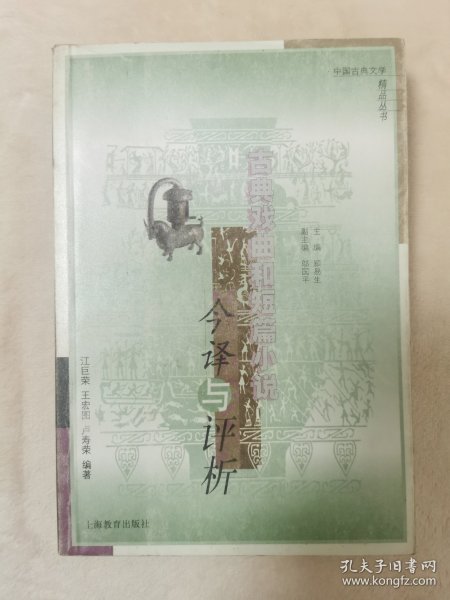 中国古典文学
精品丛书
古典戏曲和短篇小说
今译与评析
主编 顾易生
副主编 邬国平
江巨荣 王宏图 卢寿荣 编著
上海教育出版社
孔夫子旧书网
www.kongfz.com